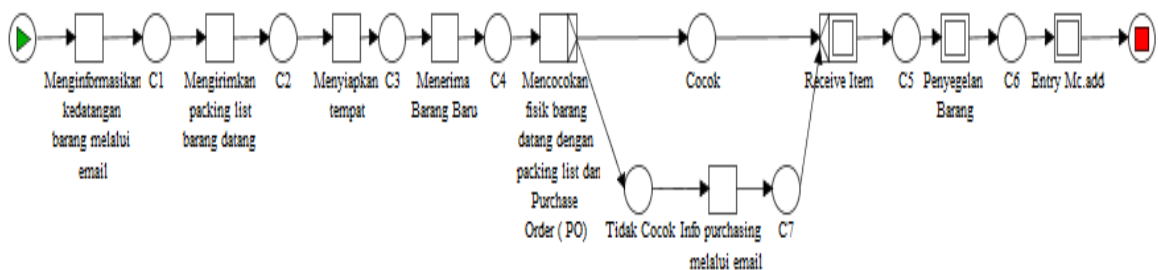 Menginformasikan
kedatangan
barang melalui
email
C1
Mengirimkan
packing list
barang datang
C2
Menyiapkan
tempat
C3
Menerima
Barang Baru
C4
Mencocokan
fisik barang
datang dengan
packing list dan
Purchase
Order ( PO)
Cocok
Tidak Cocok
Info purchasing
melalui email
C7
Receive Item
C5
Penyegelan
Barang
C6
Entry Mc.add